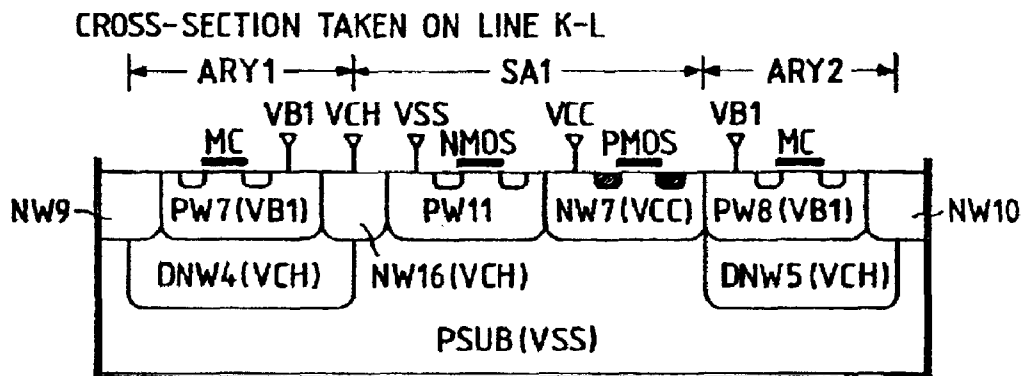 CROSS-SECTION TAKEN ON LINE K-L
ARY1 SA1 ARY2
VB1 VCH VSS VCC VB1
MC NMOS PMOS MC
NW9 PW7(VB1) PW11 NW7(VCC) PW8(VB1) NW10
DNW4(VCH) NW16(VCH) DNW5(VCH)
PSUB(VSS)